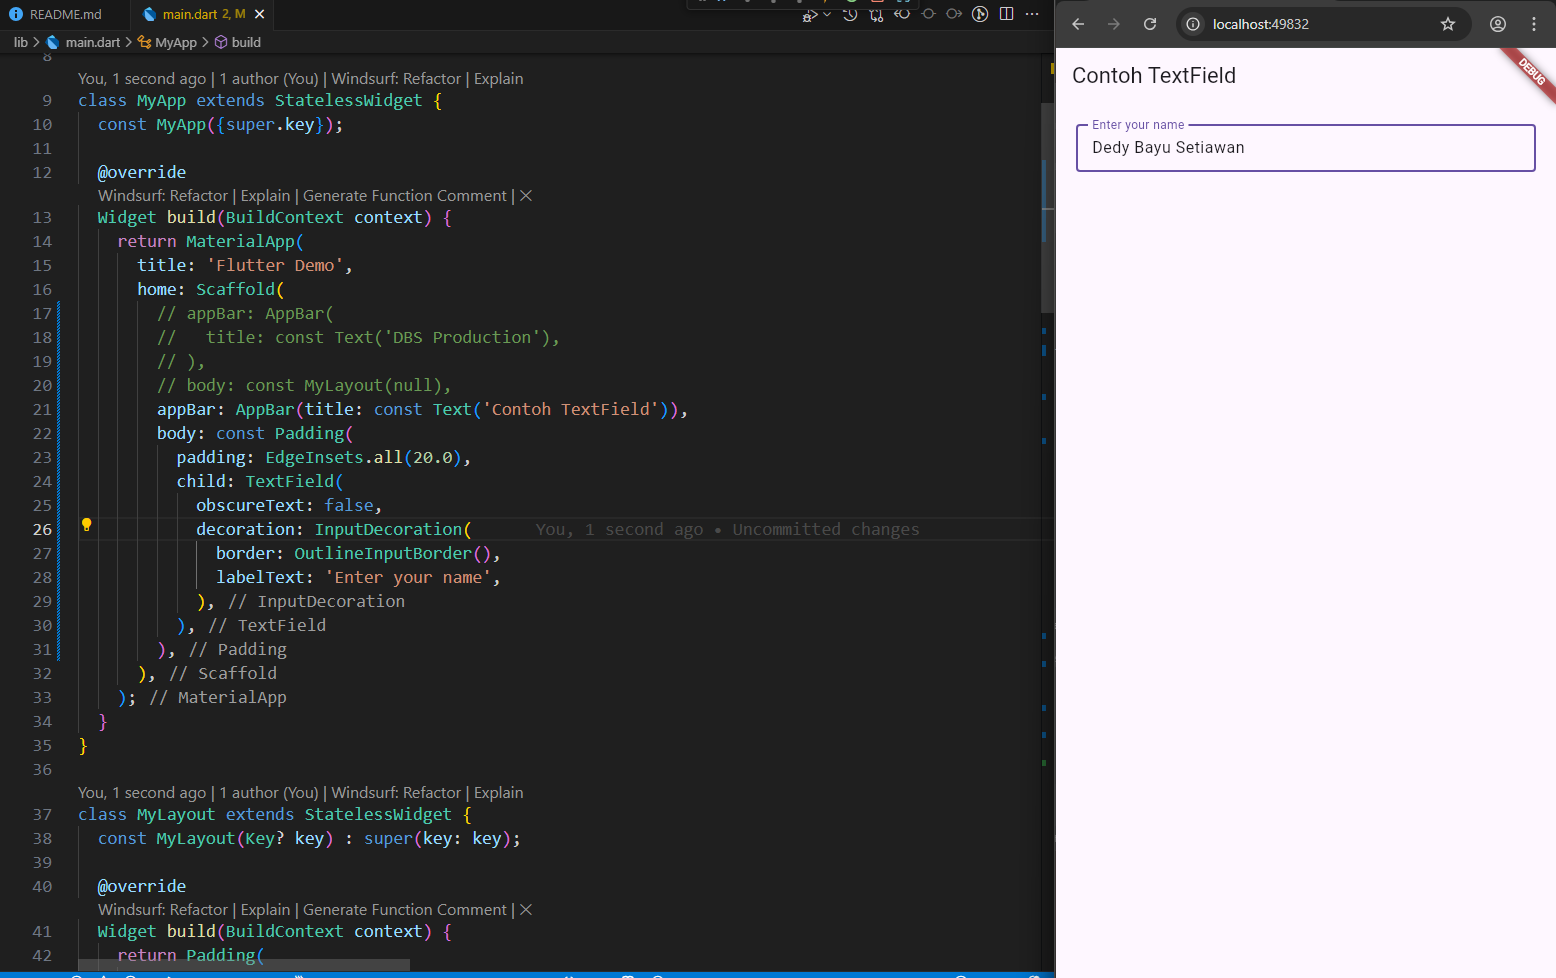 README.md
main.dart 2, M
lib > main.dart > MyApp > build
8
You, 1 second ago | 1 author (You) | Windsurf: Refactor | Explain
9 class MyApp extends StatelessWidget {
10 const MyApp({super.key});
11
12 @override
Windsurf: Refactor | Explain | Generate Function Comment | ×
13 Widget build(BuildContext context) {
14 return MaterialApp(
15 title: 'Flutter Demo',
16 home: Scaffold(
17 // appBar: AppBar(
18 //   title: const Text('DBS Production'),
19 // ),
20 // body: const MyLayout(null),
21 appBar: AppBar(title: const Text('Contoh TextField')),
22 body: const Padding(
23 padding: EdgeInsets.all(20.0),
24 child: TextField(
25 obscureText: false,
26 decoration: InputDecoration( You, 1 second ago • Uncommitted changes
27 border: OutlineInputBorder(),
28 labelText: 'Enter your name',
29 ), // InputDecoration
30 ), // TextField
31 ), // Padding
32 ), // Scaffold
33 ); // MaterialApp
34 }
35 }
36
You, 1 second ago | 1 author (You) | Windsurf: Refactor | Explain
37 class MyLayout extends StatelessWidget {
38 const MyLayout(Key? key) : super(key: key);
39
40 @override
Windsurf: Refactor | Explain | Generate Function Comment | ×
41 Widget build(BuildContext context) {
42 return Padding(
localhost:49832
Contoh TextField
DEBUG
Enter your name
Dedy Bayu Setiawan